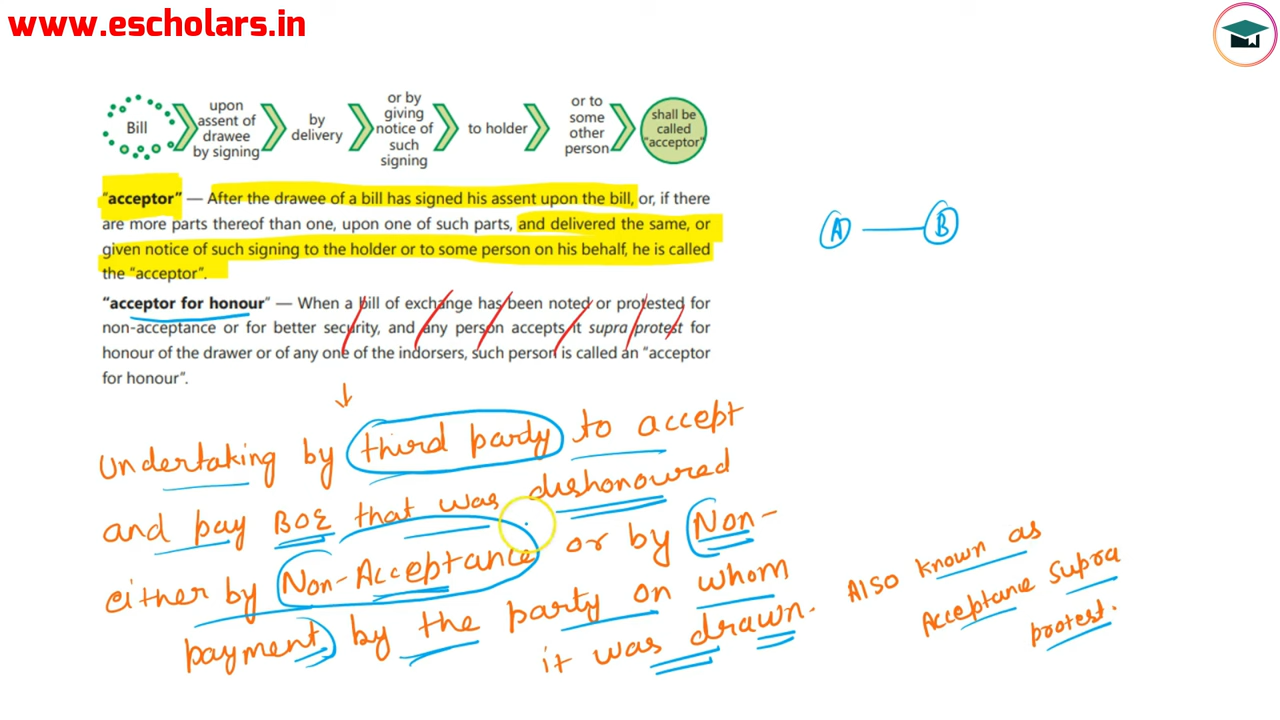 www.escholars.in
Bill
upon
assent of
drawee
by signing
by
delivery
or by
giving
notice of
such
signing
to holder
or to
some
other
person
shall be
called
"acceptor"
"acceptor" — After the drawee of a bill has signed his assent upon the bill, or, if there
are more parts thereof than one, upon one of such parts, and delivered the same, or
given notice of such signing to the holder or to some person on his behalf, he is called
the "acceptor".
"acceptor for honour" — When a bill of exchange has been noted or protested for
non-acceptance or for better security, and any person accepts it supra protest for
honour of the drawer or of any one of the indorsers, such person is called an "acceptor
for honour".
A B
Undertaking by third party to accept
and pay BOE that was dishonoured
either by Non-Acceptance or by Non-
payment by the party on whom
it was drawn.
Also known as
Acceptane Supra
protest.